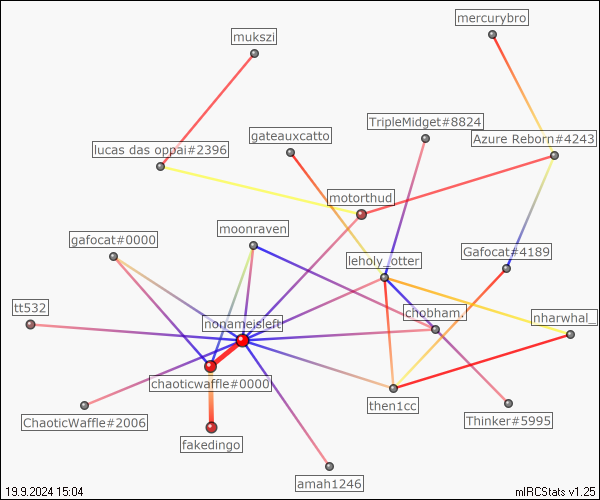 mercurybro
mukszi
TripleMidget#8824
gateauxcatto
Azure Reborn#4243
lucas das oppai#2396
motorthud
moonraven
gafocat#0000
Gafocat#4189
leholy_otter
tt532
chobham.
nharwhal_
nonameisleft
chaoticwaffle#0000
then1cc
ChaoticWaffle#2006
Thinker#5995
fakedingo
amah1246
19.9.2024 15:04
mIRCStats v1.25